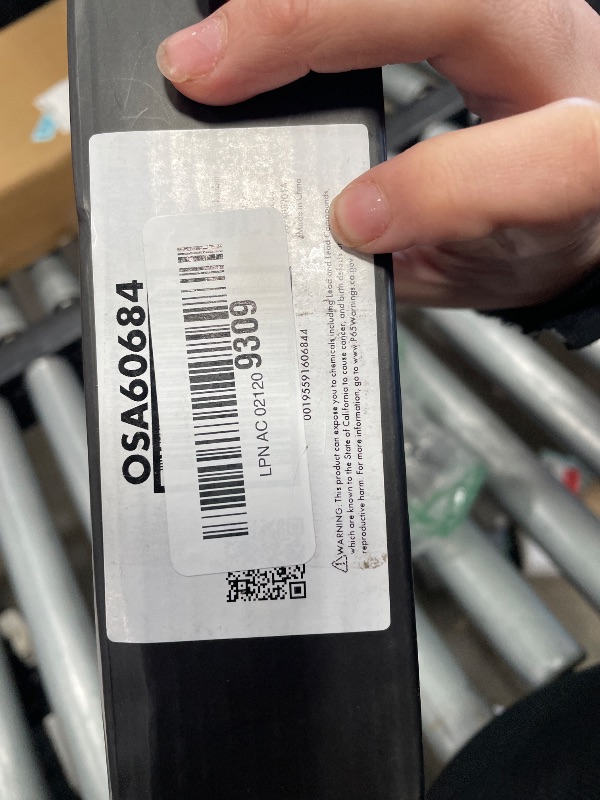 OSA60684
LPN AC 02120 9309
00195591606844
Made in China
⚠WARNING: This product can expose you to chemicals including Lead and Lead Compounds,
which are known to the State of California to cause cancer, and birth defects
reproductive harm. For more information, go to www.P65Warnings.ca.gov